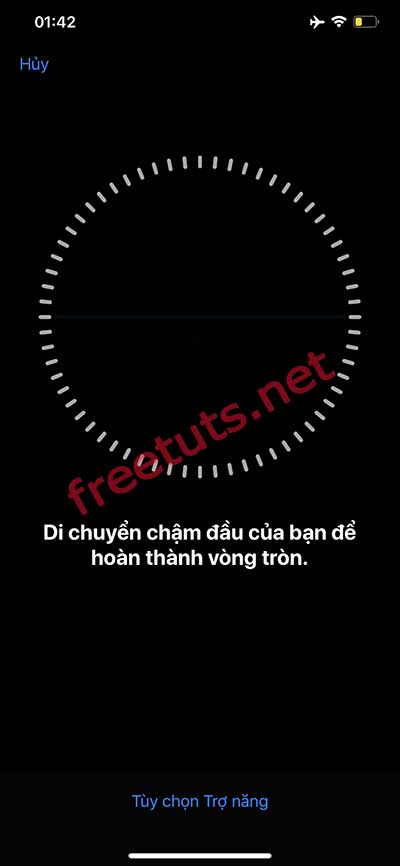 01:42
Hủy
freetuts.net
Di chuyển chậm đầu của bạn để
hoàn thành vòng tròn.
Tùy chọn Trợ năng